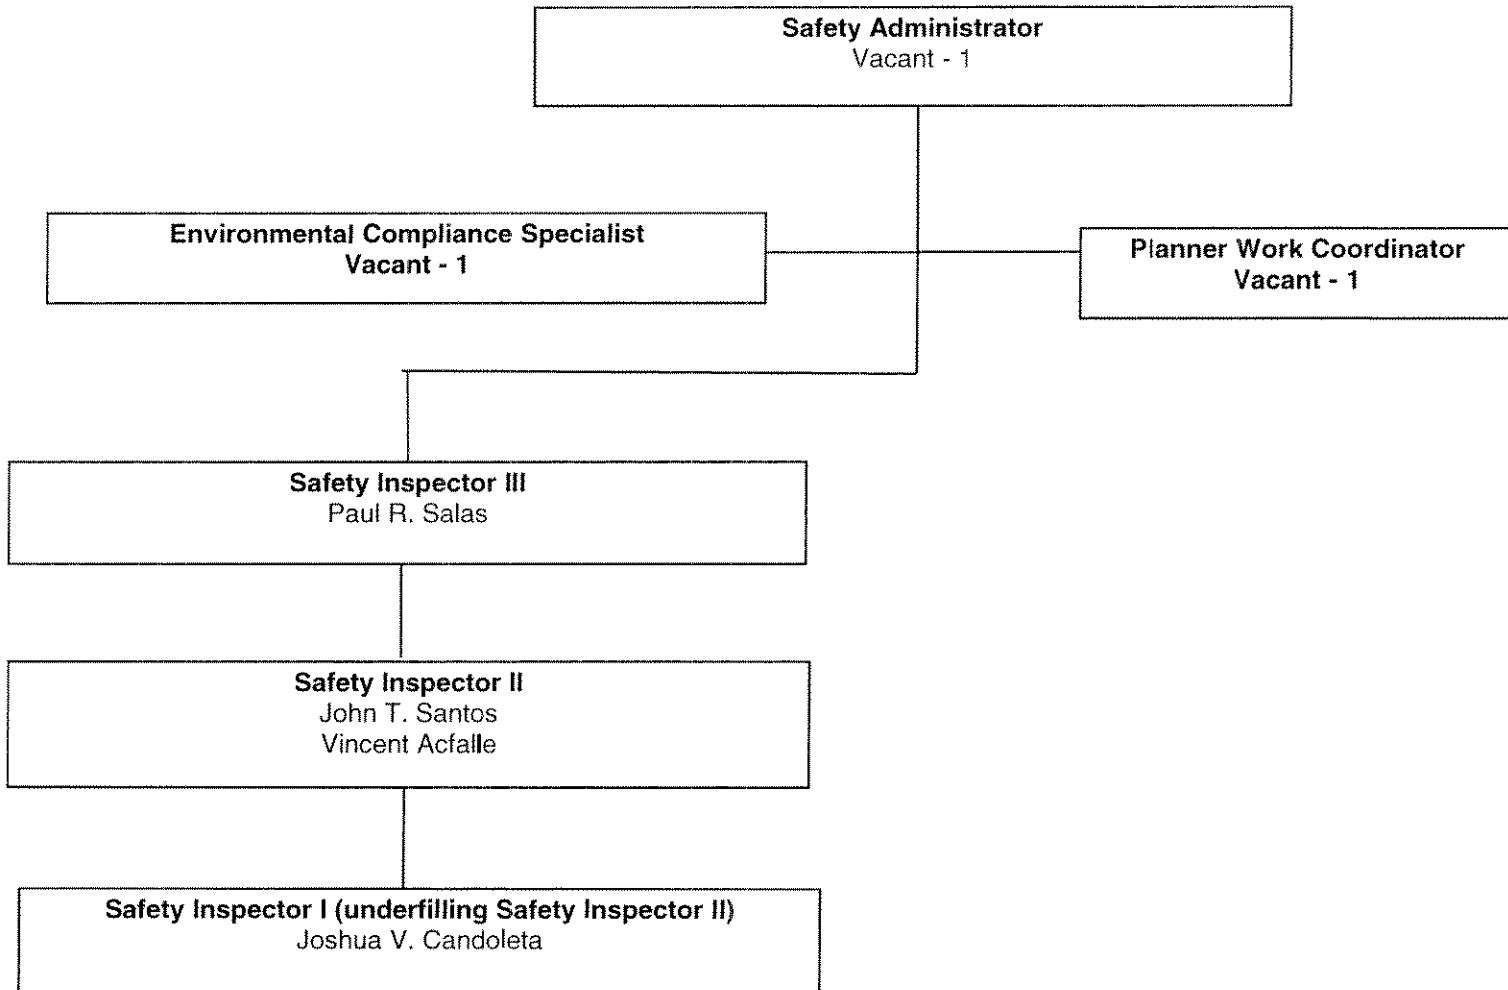 Safety Administrator
Vacant - 1
Environmental Compliance Specialist
Vacant - 1
Planner Work Coordinator
Vacant - 1
Safety Inspector III
Paul R. Salas
Safety Inspector II
John T. Santos
Vincent Acfalle
Safety Inspector I (underfilling Safety Inspector II)
Joshua V. Candoleta